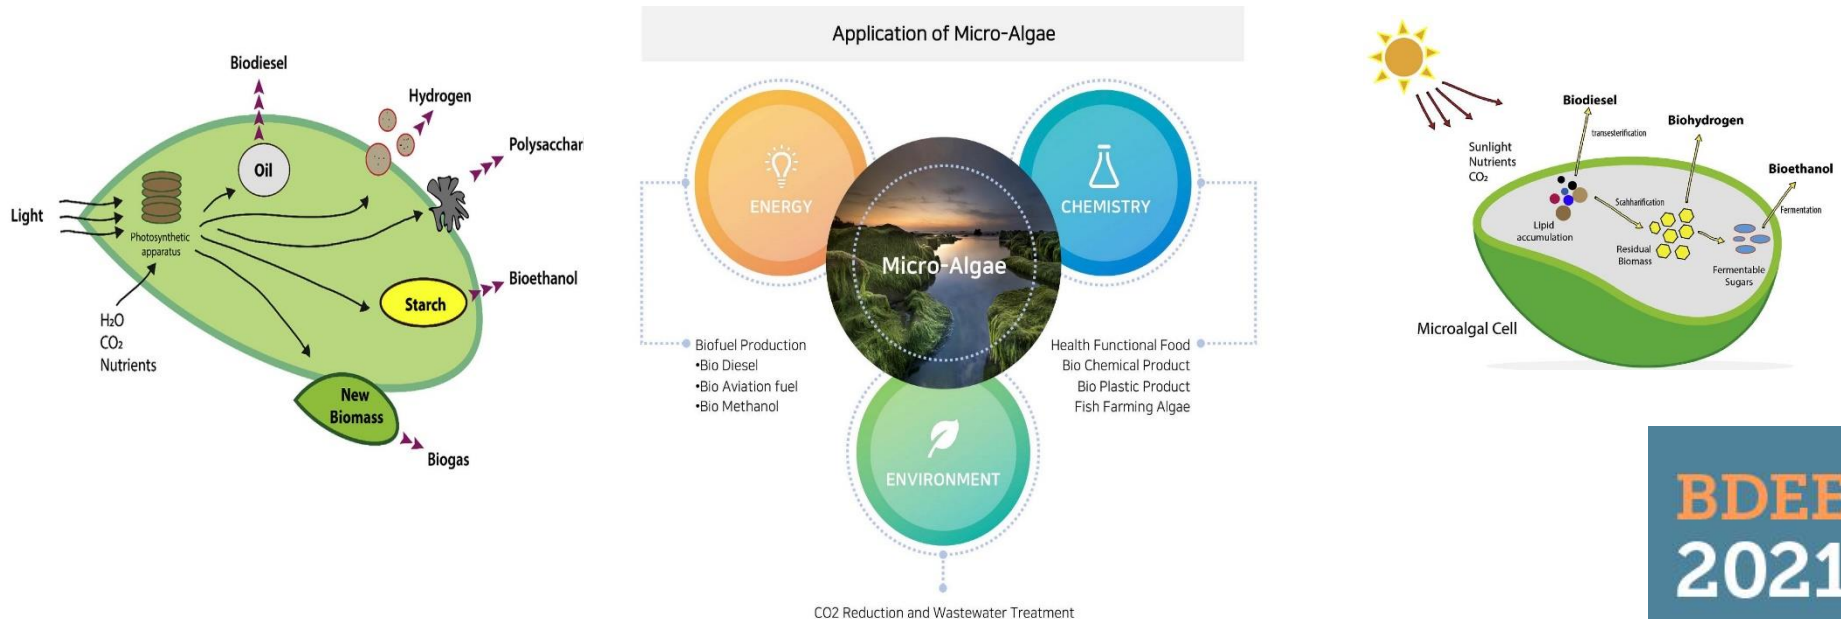 Biodiesel
Hydrogen
Polysacchar
Oil
Light
Photosynthetic
apparatus
Bioethanol
Starch
H2O
CO₂
Nutrients
New
Biomass
Biogas
Application of Micro-Algae
ENERGY
CHEMISTRY
Micro-Algae
Biofuel Production
•Bio Diesel
•Bio Aviation fuel
•Bio Methanol
Health Functional Food
Bio Chemical Product
Bio Plastic Product
Fish Farming Algae
ENVIRONMENT
CO2 Reduction and Wastewater Treatment
Biodiesel
transesterification
Biohydrogen
Sunlight
Nutrients
CO₂
Bioethanol
Scahharification
Fermentation
Lipid
accumulation
Residual
Biomass
Fermentable
Sugars
Microalgal Cell
BDEE
2021